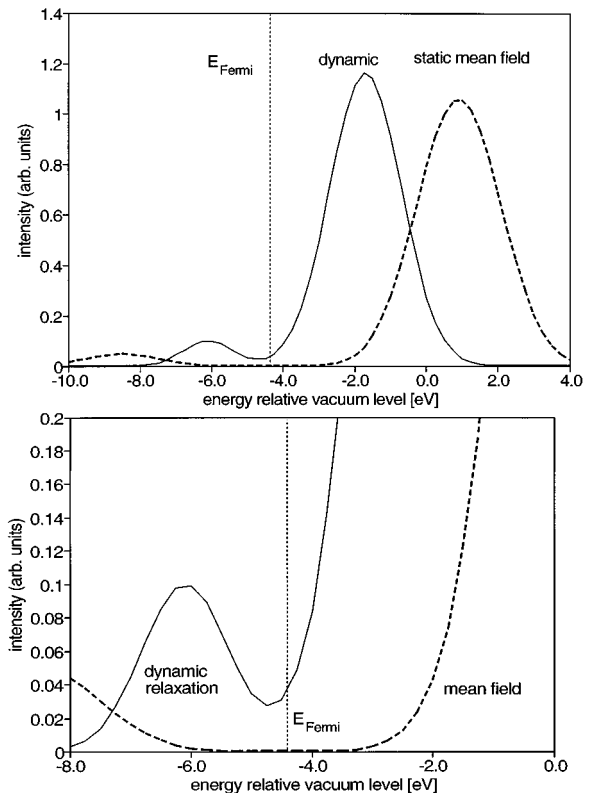 1.4
1.2
1
0.8
0.6
0.4
0.2
0
E Fermi
dynamic
static mean field
intensity (arb. units)
-10.0 -8.0 -6.0 -4.0 -2.0 0.0 2.0 4.0
energy relative vacuum level [eV]
0.2
0.18
0.16
0.14
0.12
0.1
0.08
0.06
0.04
0.02
0
intensity (arb. units)
dynamic
relaxation
mean field
E Fermi
-8.0 -6.0 -4.0 -2.0 0.0
energy relative vacuum level [eV]